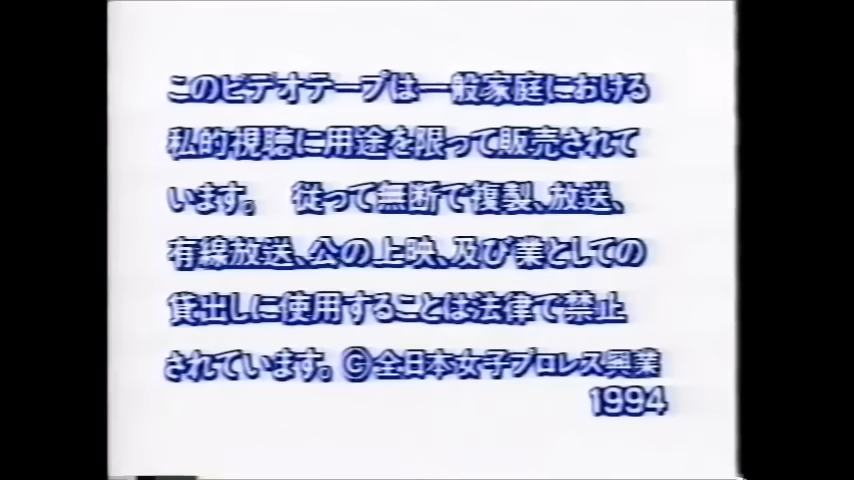 このビデオテープは一般家庭における
私的視聴に用途を限って販売されて
います。 従って無断で複製、放送、
有線放送、公の上映、及び業としての
貸出しに使用することは法律で禁止
されています。©全日本女子プロレス興業
1994